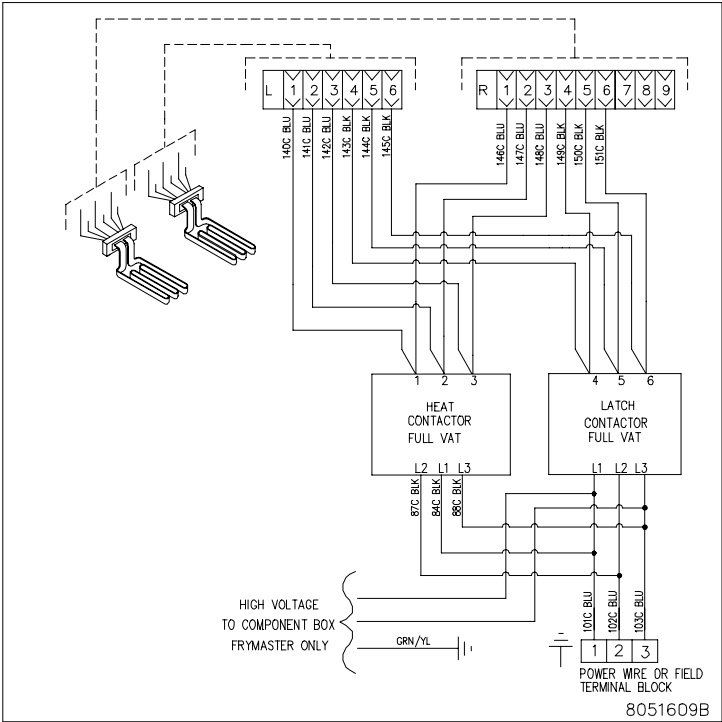 L 1 2 3 4 5 6
R 1 2 3 4 5 6 7 8 9
140C BLU
141C BLU
142C BLU
143C BLK
144C BLK
145C BLK
146C BLU
147C BLU
148C BLU
149C BLK
150C BLK
151C BLK
1 2 3
HEAT
CONTACTOR
FULL VAT
L2 L1 L3
4 5 6
LATCH
CONTACTOR
FULL VAT
L1 L2 L3
87C BLK
84C BLK
88C BLK
HIGH VOLTAGE
TO COMPONENT BOX
FRYMASTER ONLY
GRN/YL
101C BLU
102C BLU
103C BLU
1 2 3
POWER WIRE OR FIELD
TERMINAL BLOCK
8051609B